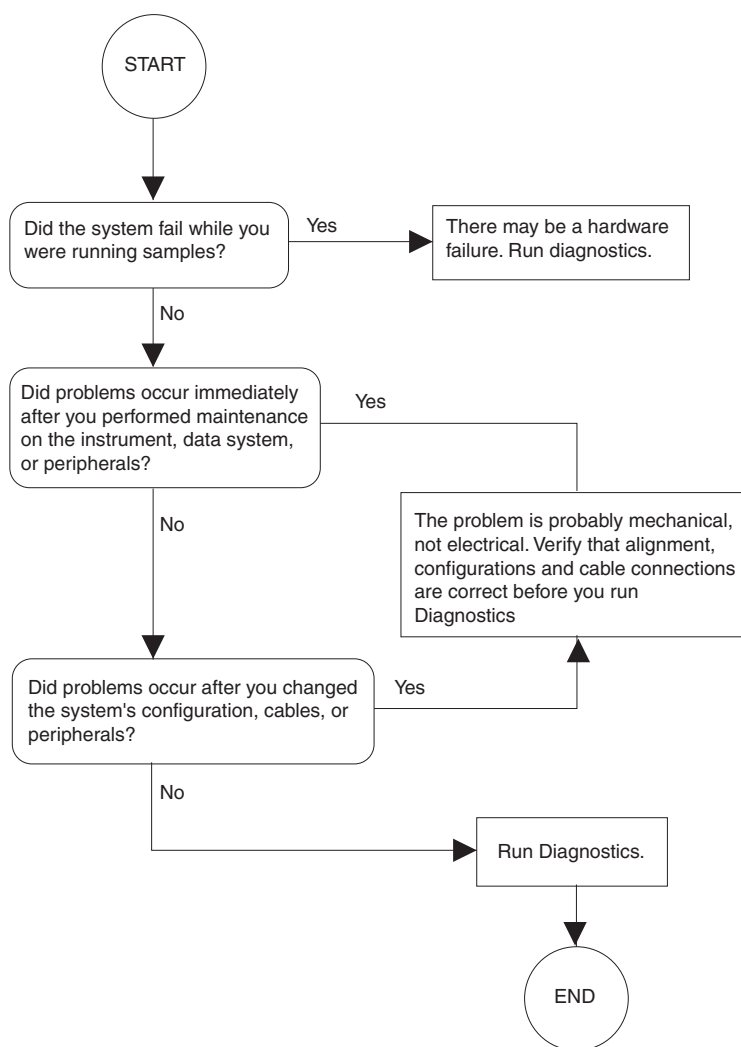 START
Did the system fail while you
were running samples?
Yes
There may be a hardware
failure. Run diagnostics.
No
Did problems occur immediately
after you performed maintenance
on the instrument, data system,
or peripherals?
Yes
No
The problem is probably mechanical,
not electrical. Verify that alignment,
configurations and cable connections
are correct before you run
Diagnostics
Did problems occur after you changed
the system's configuration, cables, or
peripherals?
Yes
No
Run Diagnostics.
END